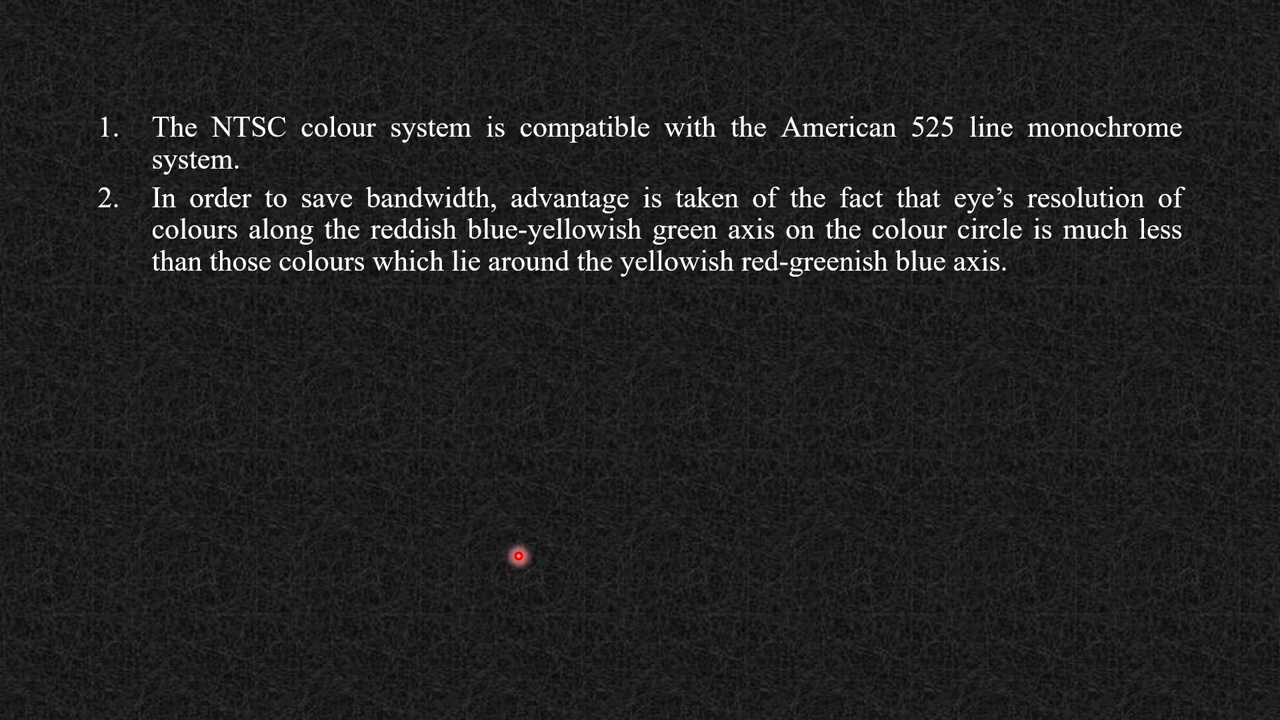 1. The NTSC colour system is compatible with the American 525 line monochrome
system.
2. In order to save bandwidth, advantage is taken of the fact that eye’s resolution of
colours along the reddish blue-yellowish green axis on the colour circle is much less
than those colours which lie around the yellowish red-greenish blue axis.